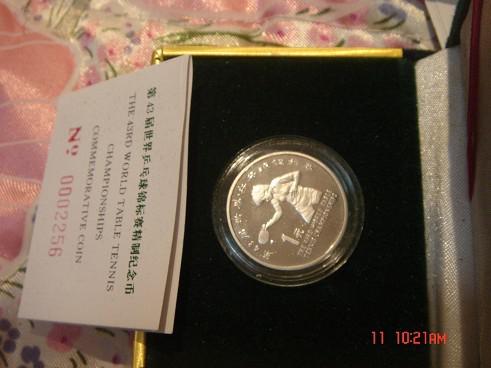 第43届世界乒乓球锦标赛精制纪念币
THE 43RD WORLD TABLE TENNIS
CHAMPIONSHIPS
COMMEMORATIVE COIN
Nº 0002256
1元
11 10:21AM